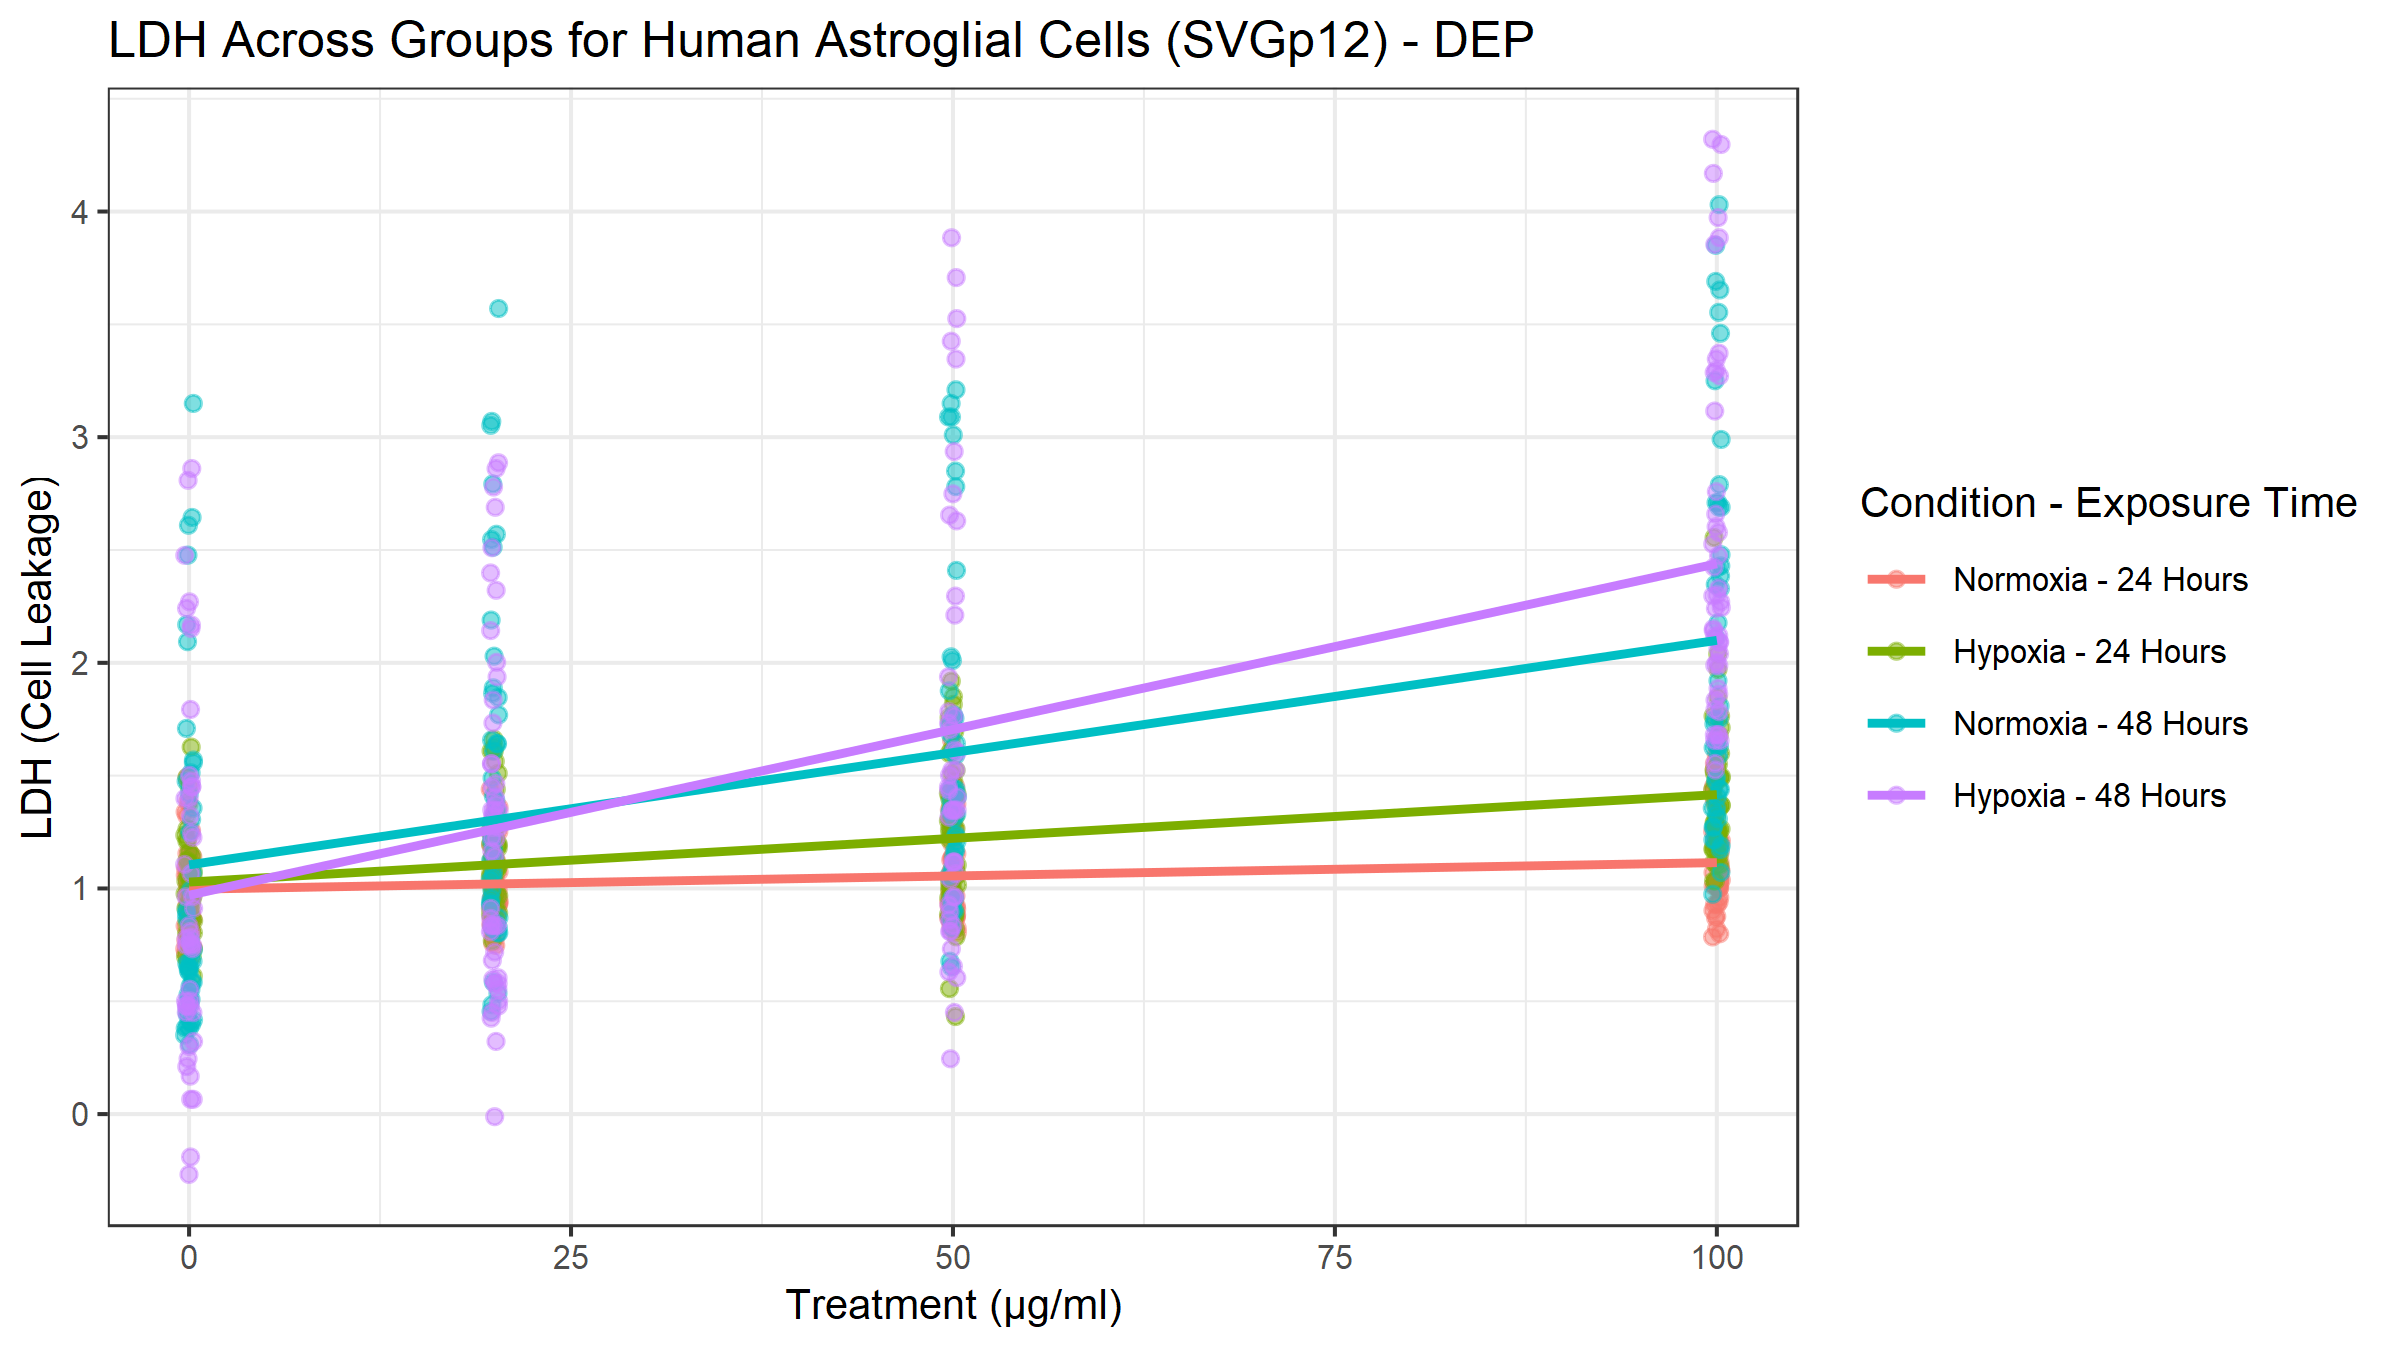 LDH Across Groups for Human Astroglial Cells (SVGp12) - DEP
LDH (Cell Leakage)
4
3
2
1
0
0
25
50
75
100
Treatment (µg/ml)
Condition - Exposure Time
Normoxia - 24 Hours
Hypoxia - 24 Hours
Normoxia - 48 Hours
Hypoxia - 48 Hours